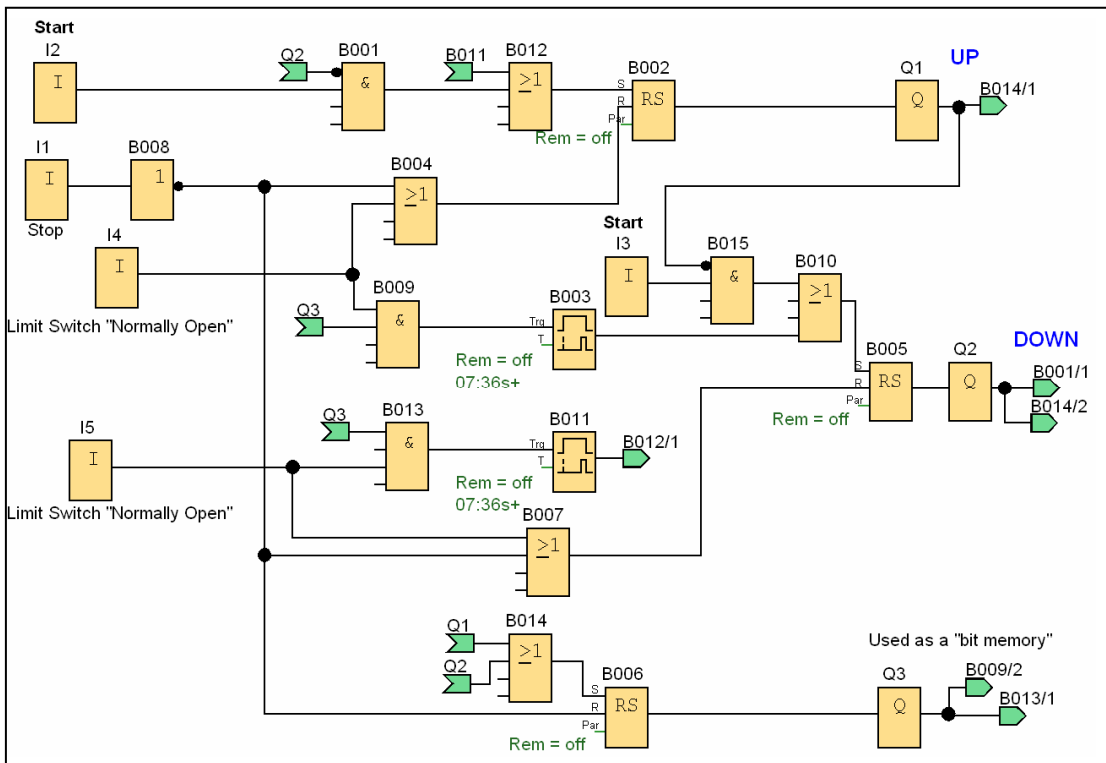 Start
I2
I
Q2
B001
&
B011
B012
>1
S
R
Par
B002
RS
Rem = off
Q1
Q
UP
B014/1
I1
I
Stop
B008
1
B004
>1
I4
I
Limit Switch "Normally Open"
Start
I3
I
B015
&
B010
>1
Q3
B009
&
Trg
T
B003
Rem = off
07:36s+
S
R
Par
B005
RS
Rem = off
Q2
Q
DOWN
B001/1
B014/2
I5
I
Limit Switch "Normally Open"
Q3
B013
&
Trg
T
B011
Rem = off
07:36s+
B012/1
B007
>1
Q1
Q2
B014
>1
S
R
Par
B006
RS
Rem = off
Used as a "bit memory"
Q3
Q
B009/2
B013/1